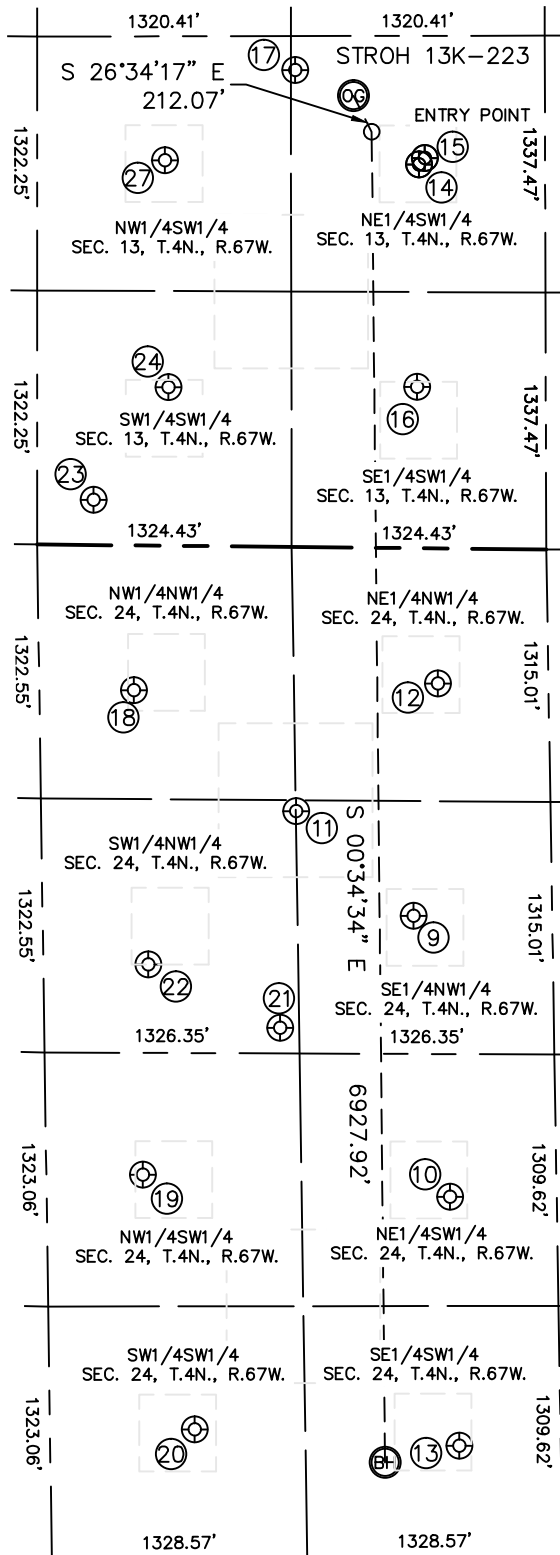 1320.41’
1320.41’
17
STROH 13K–223
S 26°34’17” E
212.07’
OG
ENTRY POINT
1322.25’
27
15
14
1337.47’
NW1/4SW1/4
SEC. 13, T.4N., R.67W.
NE1/4SW1/4
SEC. 13, T.4N., R.67W.
24
1322.25’
16
1337.47’
SW1/4SW1/4
SEC. 13, T.4N., R.67W.
23
SE1/4SW1/4
SEC. 13, T.4N., R.67W.
1324.43’
1324.43’
NW1/4NW1/4
SEC. 24, T.4N., R.67W.
NE1/4NW1/4
SEC. 24, T.4N., R.67W.
1322.55’
18
12
1315.01’
11
SW1/4NW1/4
SEC. 24, T.4N., R.67W.
S 00°34’34” E
1322.55’
9
1315.01’
22
21
SE1/4NW1/4
SEC. 24, T.4N., R.67W.
1326.35’
1326.35’
6927.92’
1323.06’
19
10
1309.62’
NW1/4SW1/4
SEC. 24, T.4N., R.67W.
NE1/4SW1/4
SEC. 24, T.4N., R.67W.
SW1/4SW1/4
SEC. 24, T.4N., R.67W.
SE1/4SW1/4
SEC. 24, T.4N., R.67W.
1323.06’
20
BH
13
1309.62’
1328.57’
1328.57’